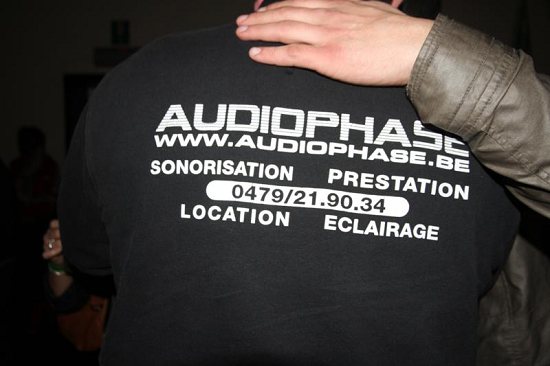 AUDIOPHASE
WWW.AUDIOPHASE.BE
SONORISATION PRESTATION
0479/21.90.34
LOCATION ECLAIRAGE